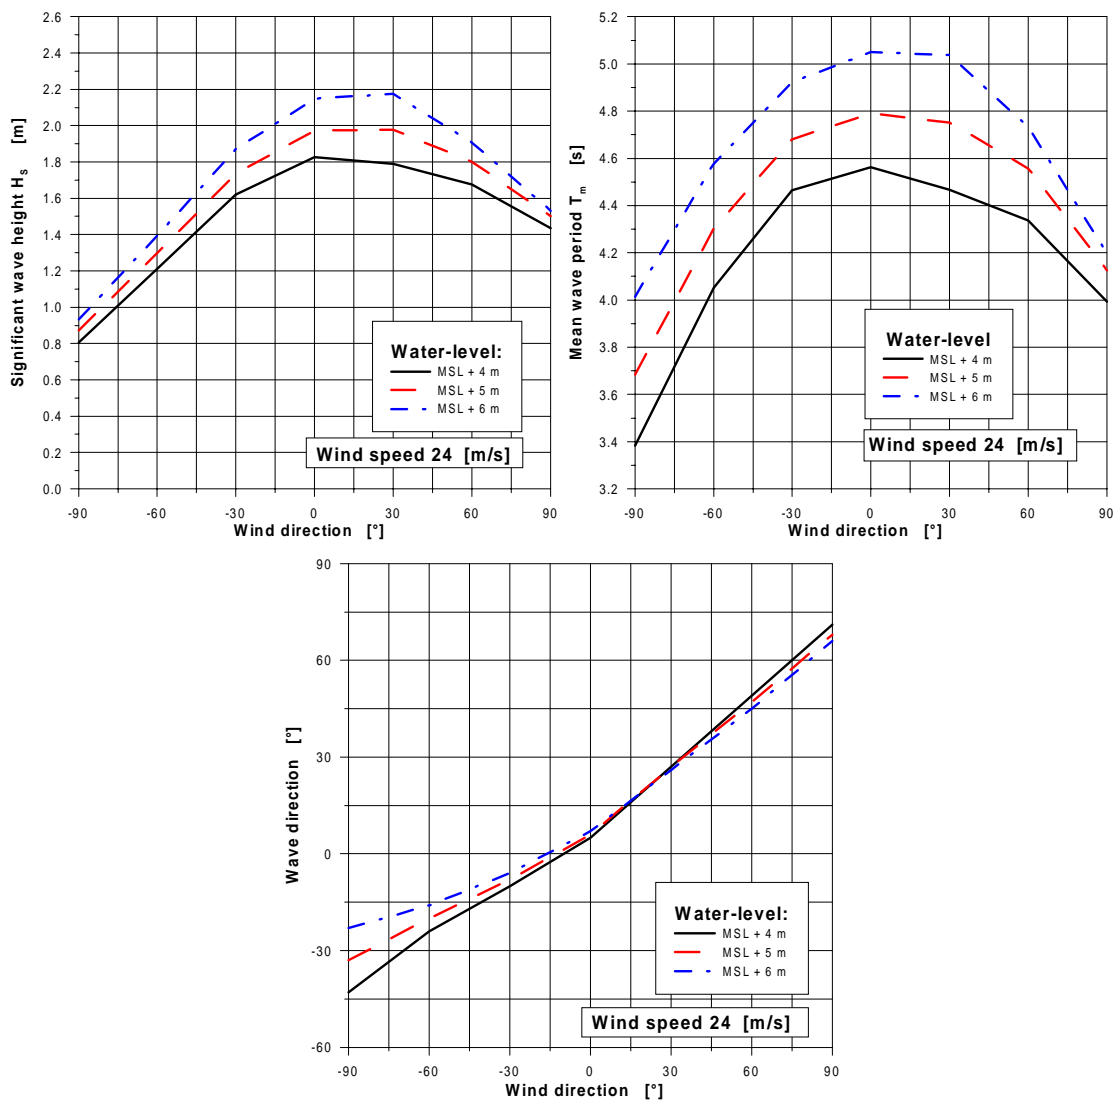 Significant wave height Hs [m]
2.6
2.4
2.2
2.0
1.8
1.6
1.4
1.2
1.0
0.8
0.6
0.4
0.2
0.0
Water-level:
MSL + 4 m
MSL + 5 m
MSL + 6 m
Wind speed 24 [m/s]
-90 -60 -30 0 30 60 90
Wind direction [°]
Mean wave period Tm [s]
5.2
5.0
4.8
4.6
4.4
4.2
4.0
3.8
3.6
3.4
3.2
Water-level
MSL + 4 m
MSL + 5 m
MSL + 6 m
Wind speed 24 [m/s]
-90 -60 -30 0 30 60 90
Wind direction [°]
Wave direction [°]
90
60
30
0
-30
-60
Water-level:
MSL + 4 m
MSL + 5 m
MSL + 6 m
Wind speed 24 [m/s]
-90 -60 -30 0 30 60 90
Wind direction [°]